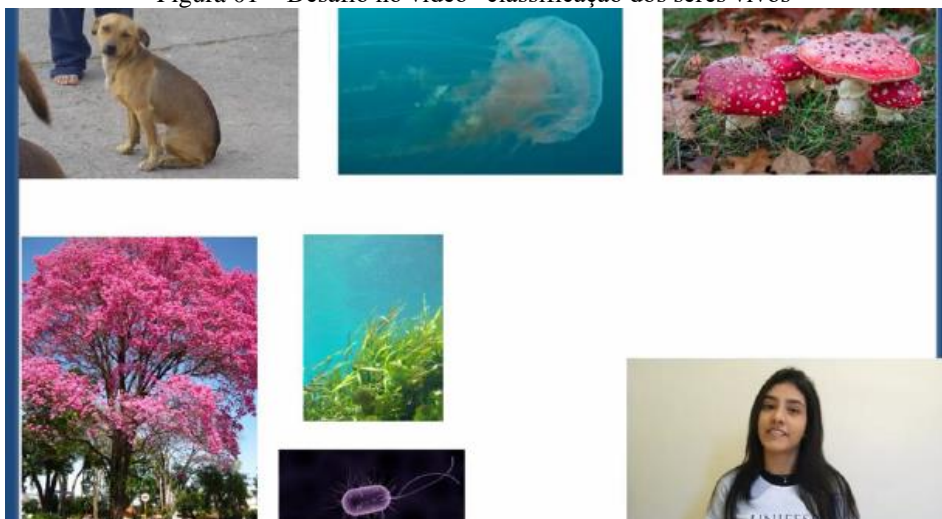 Figura 01 – Desafio no vídeo "classificação dos seres vivos"